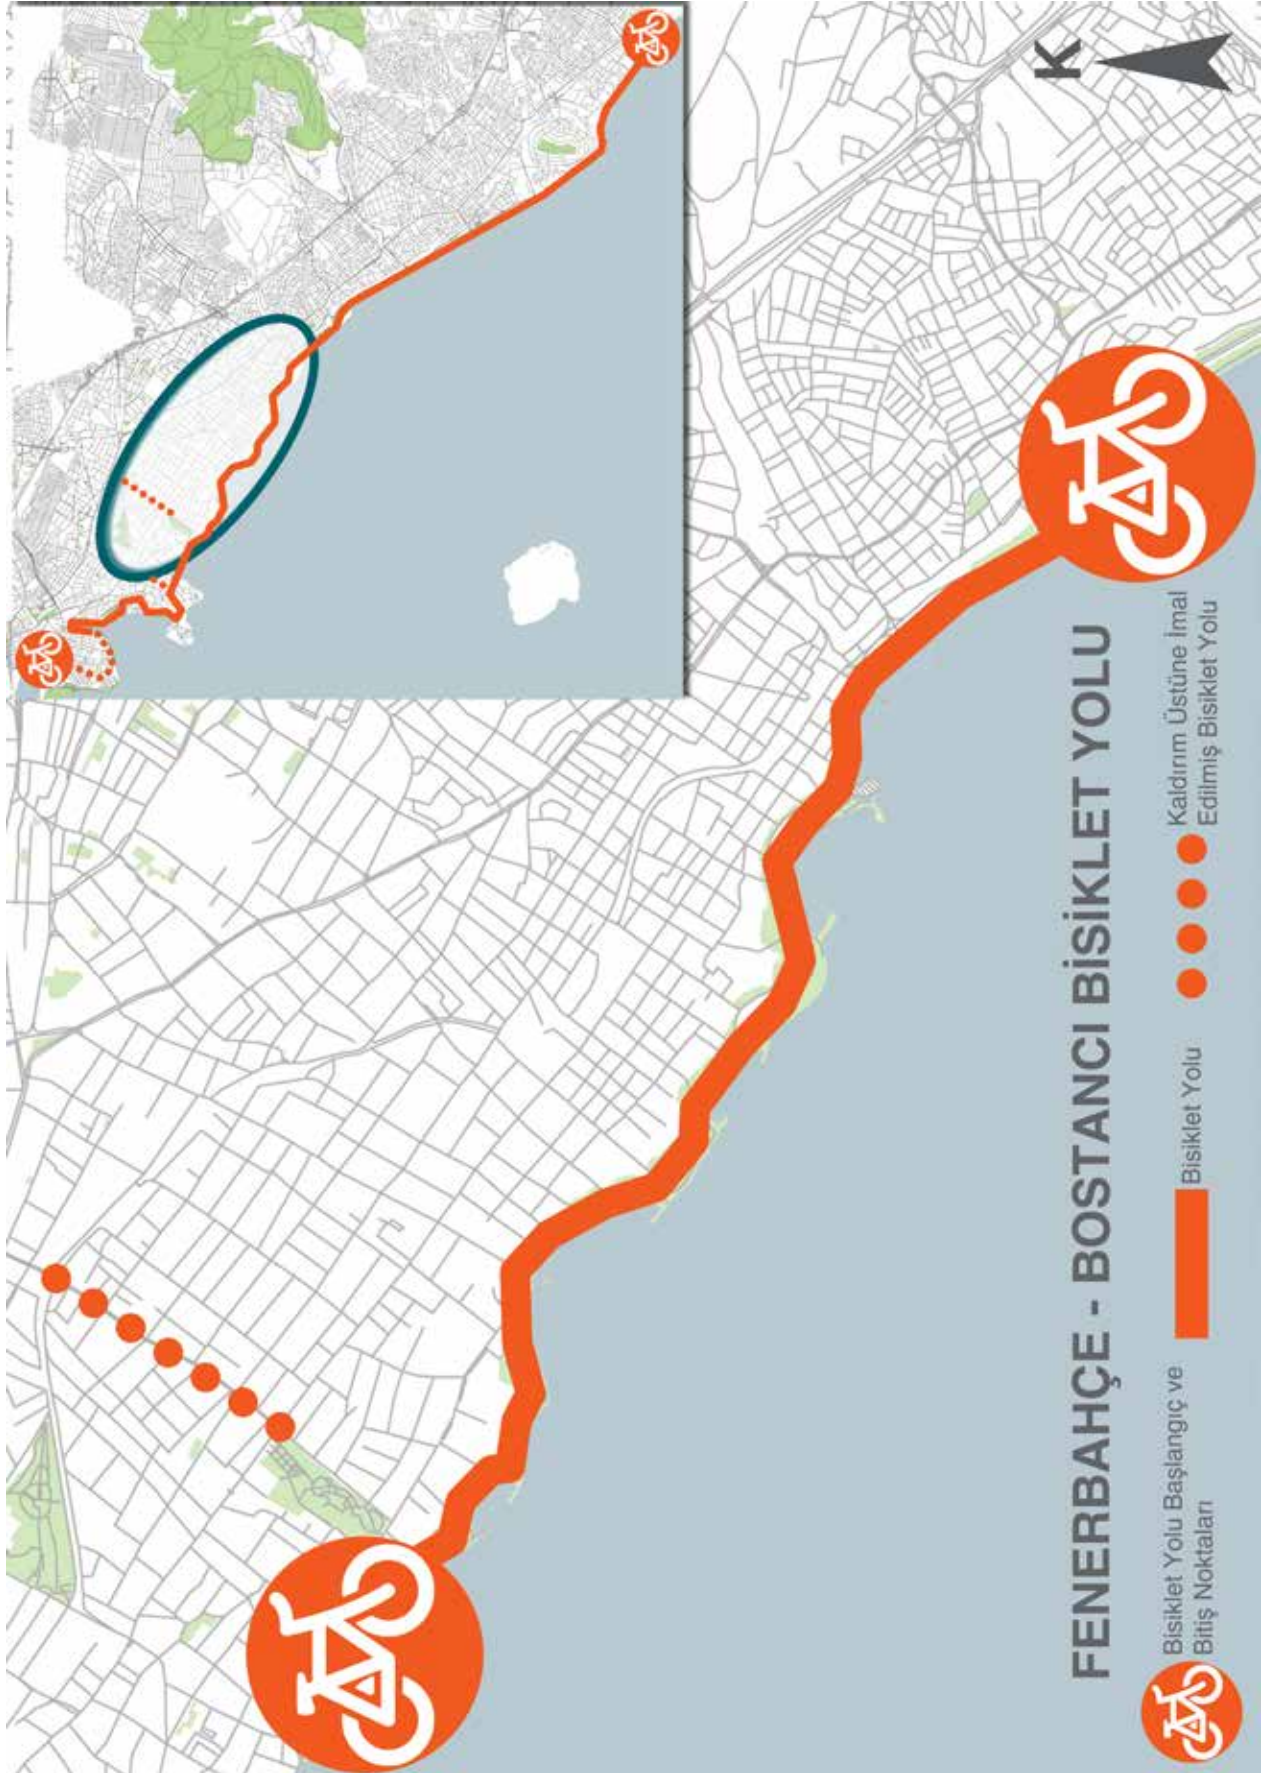 K
FENERBAHÇE - BOSTANCI BİSİKLET YOLU
Bisiklet Yolu Başlangıç ve
Bitiş Noktaları
Bisiklet Yolu
Kaldırım Üstüne İmal
Edilmiş Bisiklet Yolu